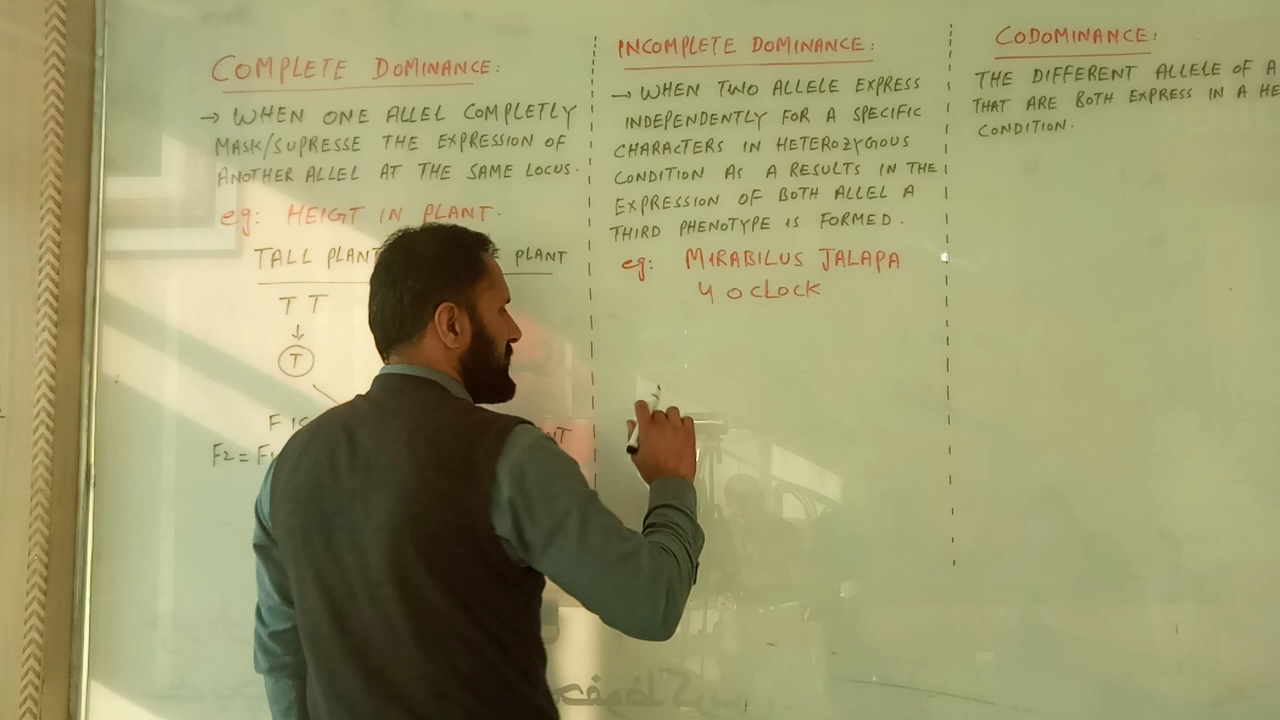 COMPLETE DOMINANCE:
→ WHEN ONE ALLEL COMPLETLY
MASK/SUPRESSE THE EXPRESSION OF
ANOTHER ALLEL AT THE SAME LOCUS.
eg: HEIGT IN PLANT.
TALL PLANT PLANT
T T
↓
T
F2 =
INCOMPLETE DOMINANCE:
→ WHEN TWO ALLELE EXPRESS
INDEPENDENTLY FOR A SPECIFIC
CHARACTERS IN HETEROZYGOUS
CONDITION AS A RESULTS IN THE
EXPRESSION OF BOTH ALLEL A
THIRD PHENOTYPE IS FORMED.
eg: MIRABILUS JALAPA
4 O CLOCK
CODOMINANCE:
THE DIFFERENT ALLELE OF A
THAT ARE BOTH EXPRESS IN A
CONDITION.